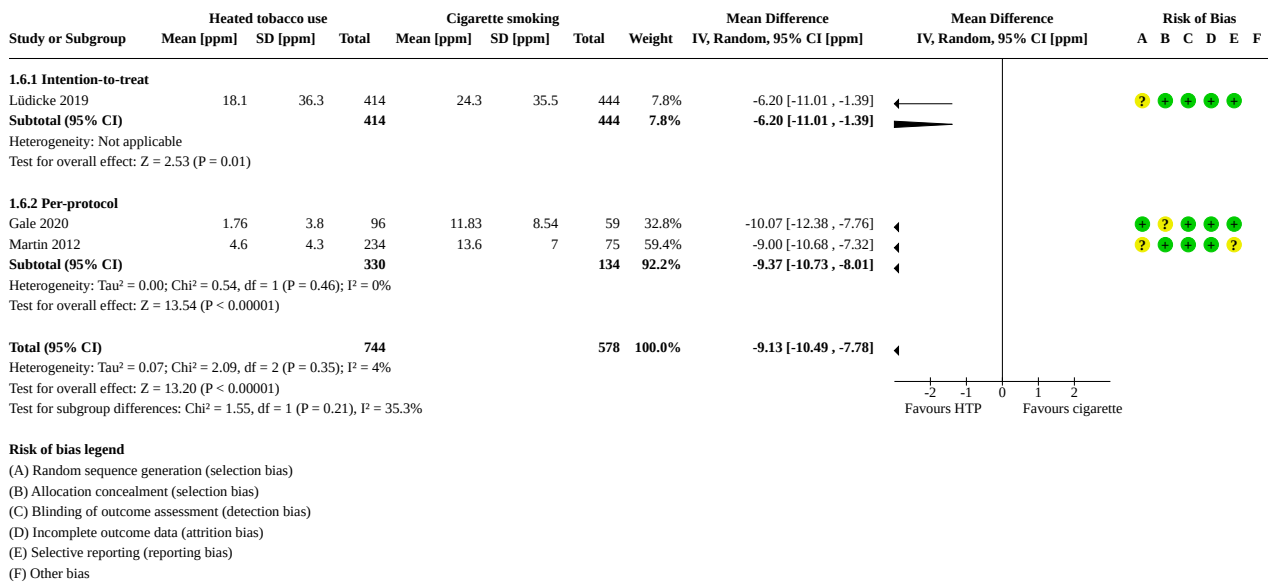 Heated tobacco use Cigarette smoking Mean Difference Mean Difference Risk of Bias
Study or Subgroup Mean [ppm] SD [ppm] Total Mean [ppm] SD [ppm] Total Weight IV, Random, 95% CI [ppm] IV, Random, 95% CI [ppm] A B C D E F
1.6.1 Intention-to-treat
Lüdicke 2019 18.1 36.3 414 24.3 35.5 444 7.8% -6.20 [-11.01 , -1.39] ? + + + +
Subtotal (95% CI) 414 444 7.8% -6.20 [-11.01 , -1.39]
Heterogeneity: Not applicable
Test for overall effect: Z = 2.53 (P = 0.01)
1.6.2 Per-protocol
Gale 2020 1.76 3.8 96 11.83 8.54 59 32.8% -10.07 [-12.38 , -7.76] + ? + + +
Martin 2012 4.6 4.3 234 13.6 7 75 59.4% -9.00 [-10.68 , -7.32] ? + + + ?
Subtotal (95% CI) 330 134 92.2% -9.37 [-10.73 , -8.01]
Heterogeneity: Tau² = 0.00; Chi² = 0.54, df = 1 (P = 0.46); I² = 0%
Test for overall effect: Z = 13.54 (P < 0.00001)
Total (95% CI) 744 578 100.0% -9.13 [-10.49 , -7.78]
Heterogeneity: Tau² = 0.07; Chi² = 2.09, df = 2 (P = 0.35); I² = 4%
Test for overall effect: Z = 13.20 (P < 0.00001)
-2 -1 0 1 2
Test for subgroup differences: Chi² = 1.55, df = 1 (P = 0.21), I² = 35.3% Favours HTP Favours cigarette
Risk of bias legend
(A) Random sequence generation (selection bias)
(B) Allocation concealment (selection bias)
(C) Blinding of outcome assessment (detection bias)
(D) Incomplete outcome data (attrition bias)
(E) Selective reporting (reporting bias)
(F) Other bias